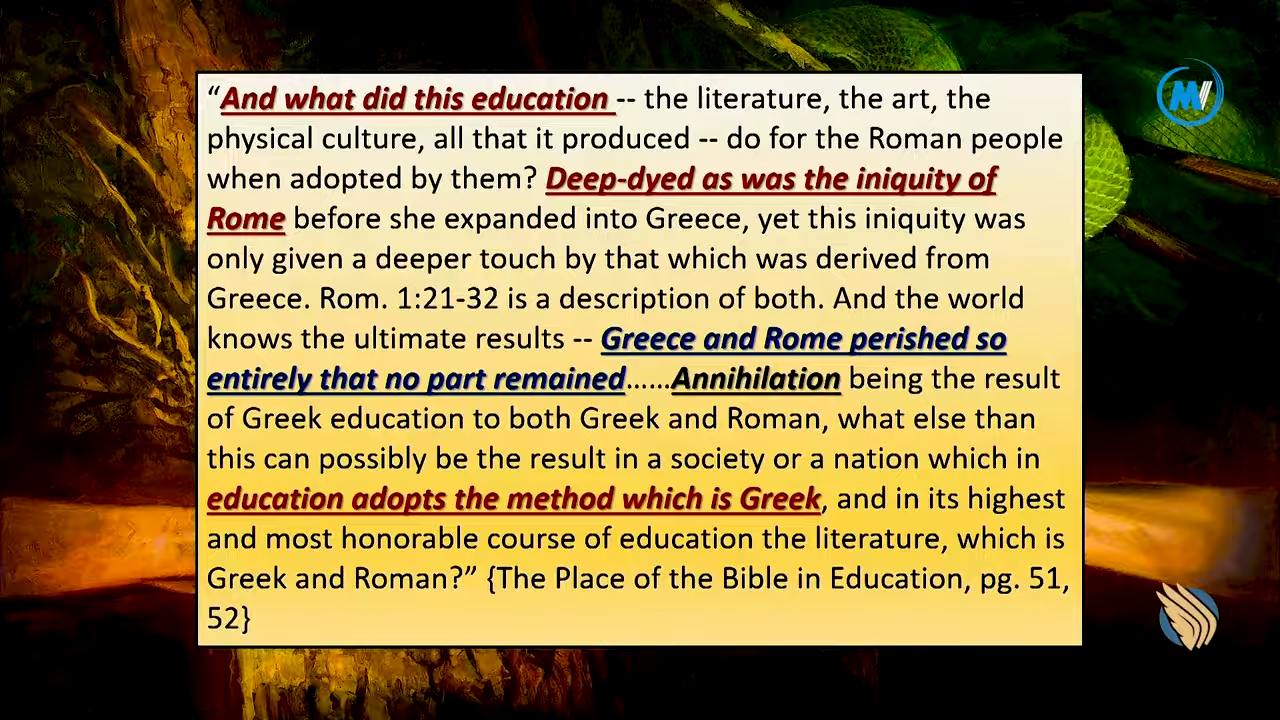 “And what did this education -- the literature, the art, the
physical culture, all that it produced -- do for the Roman people
when adopted by them? Deep-dyed as was the iniquity of
Rome before she expanded into Greece, yet this iniquity was
only given a deeper touch by that which was derived from
Greece. Rom. 1:21-32 is a description of both. And the world
knows the ultimate results -- Greece and Rome perished so
entirely that no part remained……Annihilation being the result
of Greek education to both Greek and Roman, what else than
this can possibly be the result in a society or a nation which in
education adopts the method which is Greek, and in its highest
and most honorable course of education the literature, which is
Greek and Roman?” {The Place of the Bible in Education, pg. 51,
52}
MV